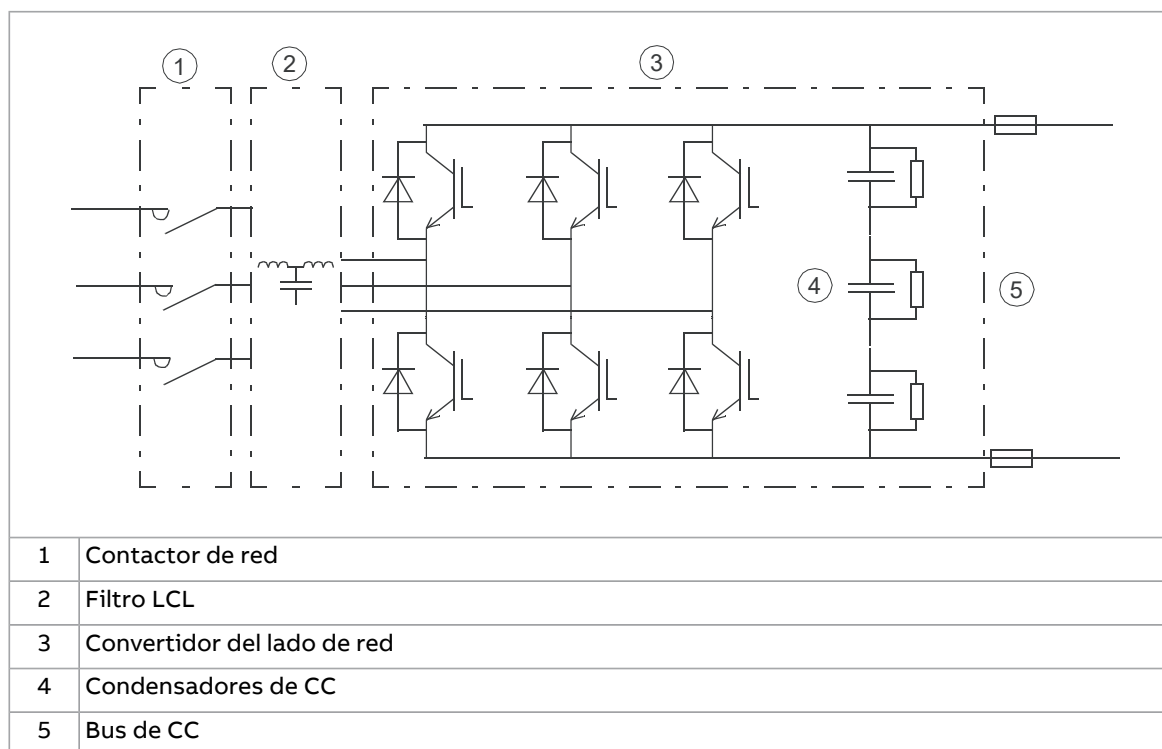 1
2
3
4
5
1 Contactor de red
2 Filtro LCL
3 Convertidor del lado de red
4 Condensadores de CC
5 Bus de CC